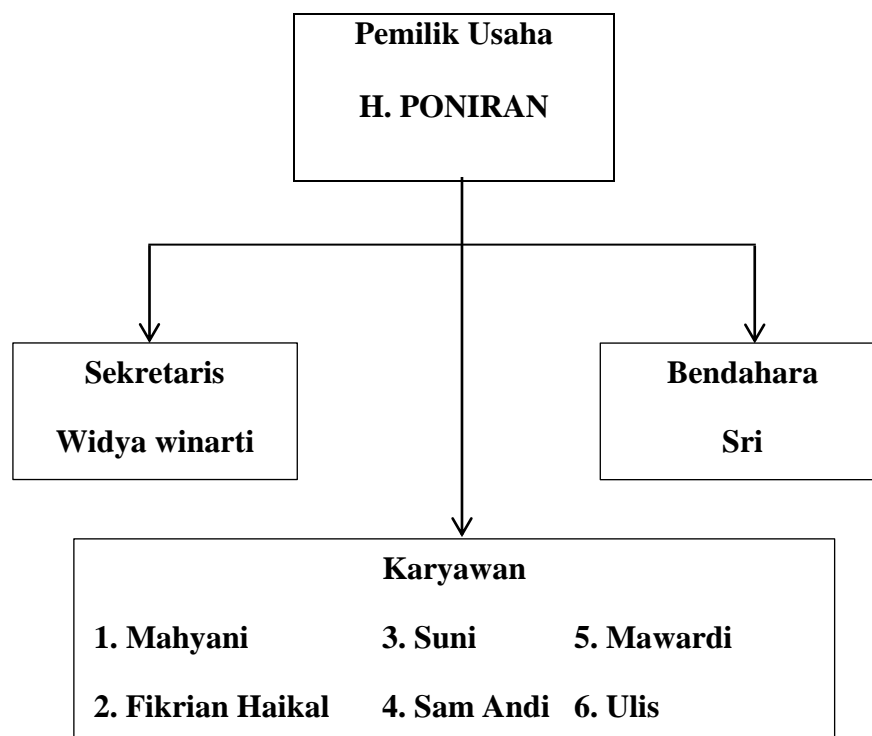 Pemilik Usaha
H. PONIRAN
Sekretaris
Widya winarti
Bendahara
Sri
Karyawan
1. Mahyani 3. Suni 5. Mawardi
2. Fikrian Haikal 4. Sam Andi 6. Ulis